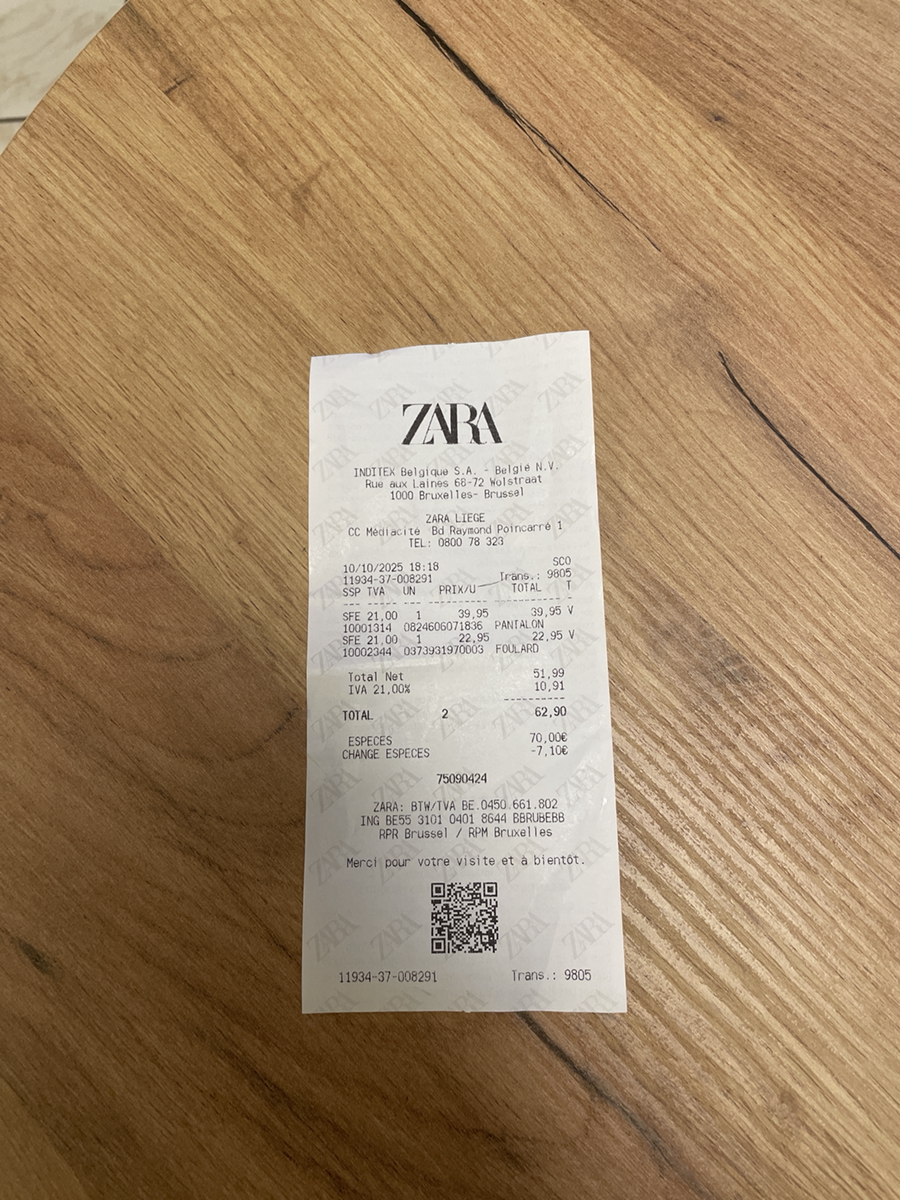 ZARA
INDITEX Belgique S.A. - België N.V.
Rue aux Laines 68-72 Wolstraat
1000 Bruxelles- Brussel
ZARA LIEGE
CC Médiacité Bd Raymond Poincarré 1
TEL: 0800 78 323
10/10/2025 18:18 SCO
11934-37-008291 Trans.: 9805
SSP TVA UN PRIX/U TOTAL T
SFE 21,00 1 39,95 39,95 V
10001314 0824606071836 PANTALON
SFE 21,00 1 22,95 22,95 V
10002344 0373931970003 FOULARD
Total Net 51,99
IVA 21,00% 10,91
TOTAL 2 62,90
ESPECES 70,00€
CHANGE ESPECES -7,10€
75090424
ZARA: BTW/TVA BE.0450.661.802
ING BE55 3101 0401 8644 BBRUBEBB
RPR Brussel / RPM Bruxelles
Merci pour votre visite et à bientôt.
11934-37-008291 Trans.: 9805